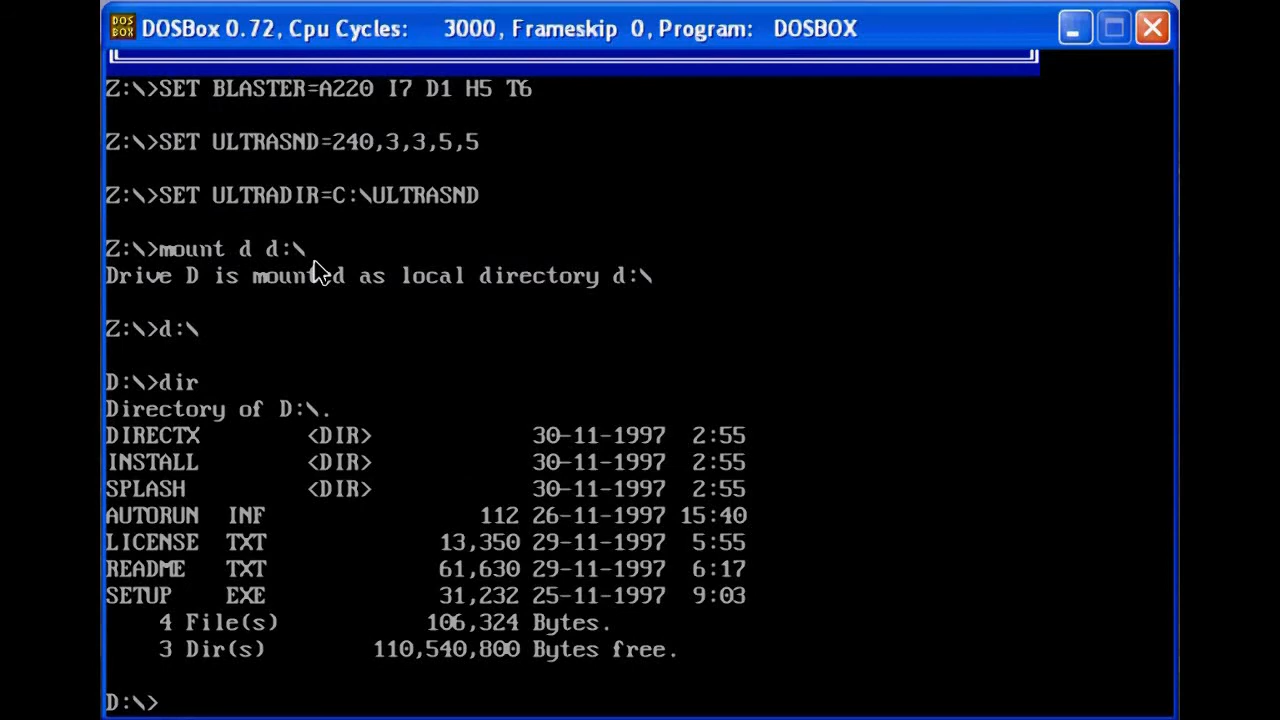 DOS BOX DOSBox 0.72, Cpu Cycles: 3000, Frameskip 0, Program: DOSBOX
Z:\>SET BLASTER=A220 I7 D1 H5 T6
Z:\>SET ULTRASND=240,3,3,5,5
Z:\>SET ULTRADIR=C:\ULTRASND
Z:\>mount d d:\
Drive D is mounted as local directory d:\
Z:\>d:\
D:\>dir
Directory of D:\.
DIRECTX <DIR> 30-11-1997 2:55
INSTALL <DIR> 30-11-1997 2:55
SPLASH <DIR> 30-11-1997 2:55
AUTORUN INF 112 26-11-1997 15:40
LICENSE TXT 13,350 29-11-1997 5:55
README TXT 61,630 29-11-1997 6:17
SETUP EXE 31,232 25-11-1997 9:03
4 File(s) 106,324 Bytes.
3 Dir(s) 110,540,800 Bytes free.
D:\>